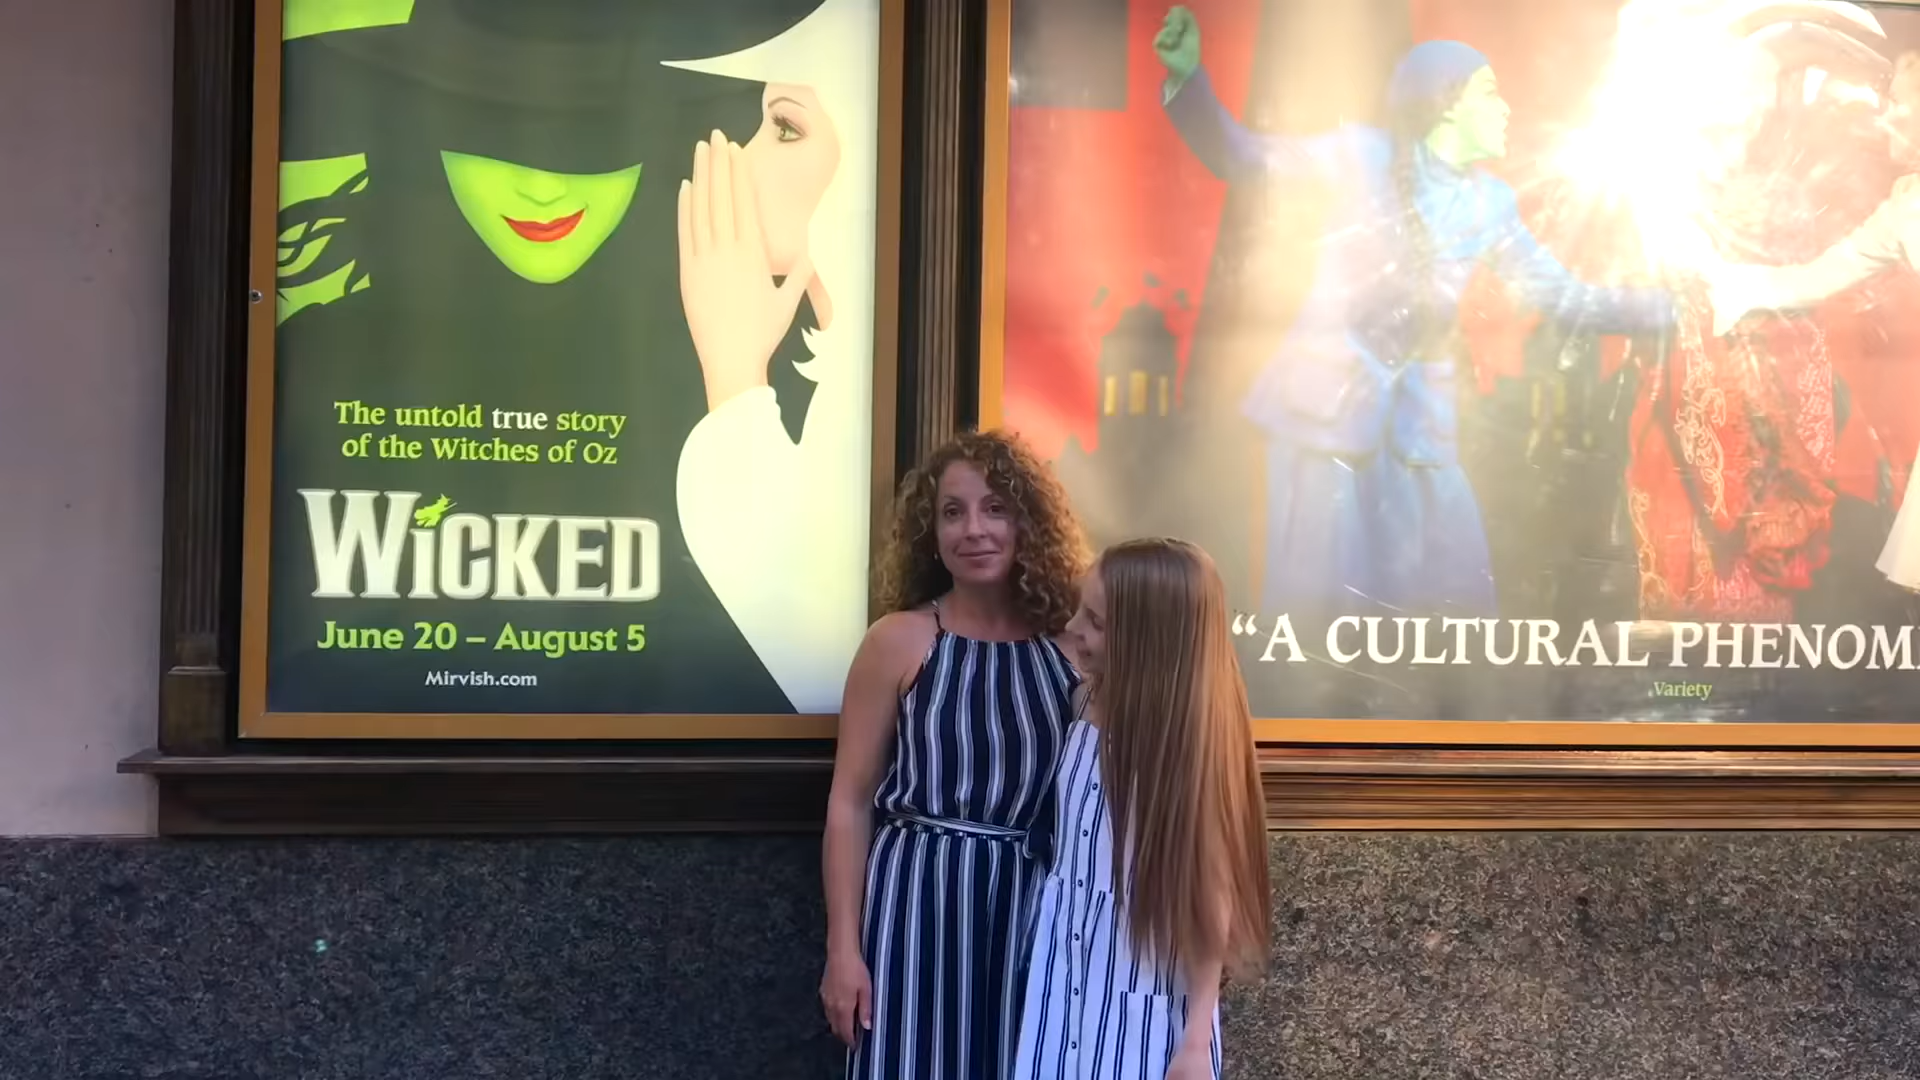 The untold true story
of the Witches of Oz
WICKED
June 20 – August 5
Mirvish.com
“A CULTURAL PHENOM
Variety